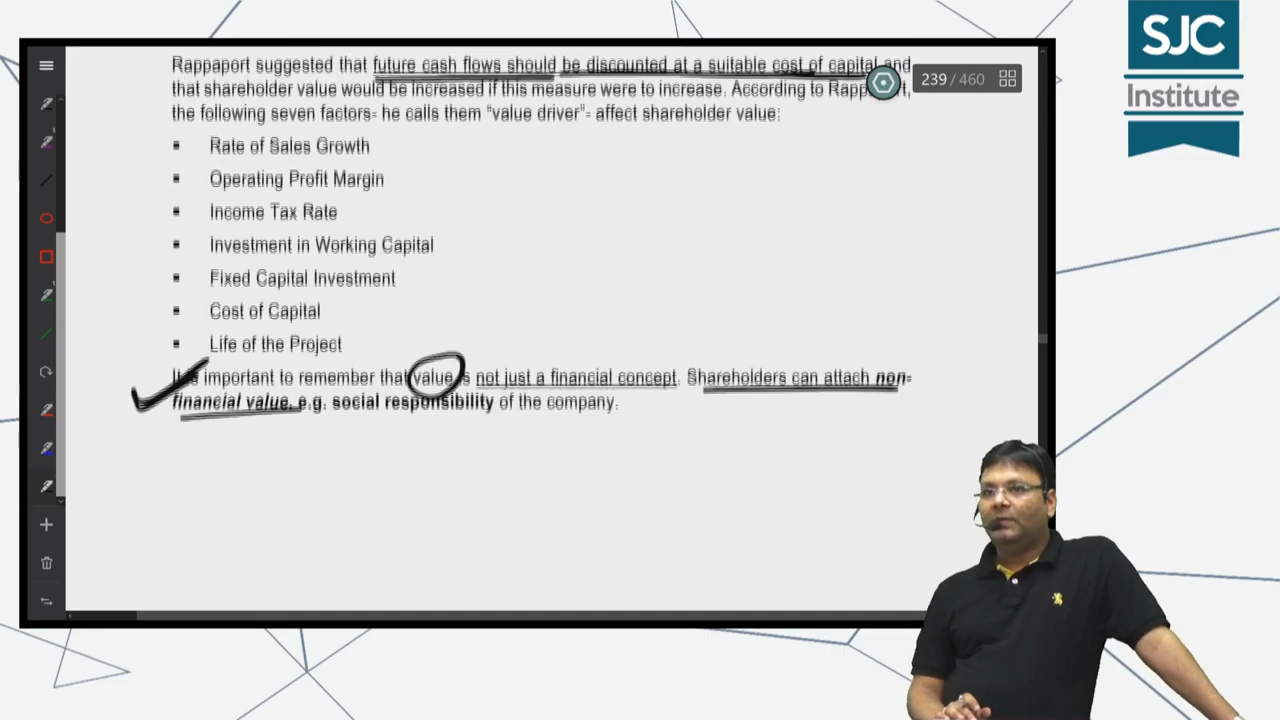 SJC
Institute
239 / 460
Rappaport suggested that future cash flows should be discounted at a suitable cost of capital and
that shareholder value would be increased if this measure were to increase. According to Rappaport,
the following seven factors- he calls them "value driver"- affect shareholder value:
▪ Rate of Sales Growth
▪ Operating Profit Margin
▪ Income Tax Rate
▪ Investment in Working Capital
▪ Fixed Capital Investment
▪ Cost of Capital
▪ Life of the Project
It is important to remember that value is not just a financial concept. Shareholders can attach non-
financial value, e.g. social responsibility of the company.